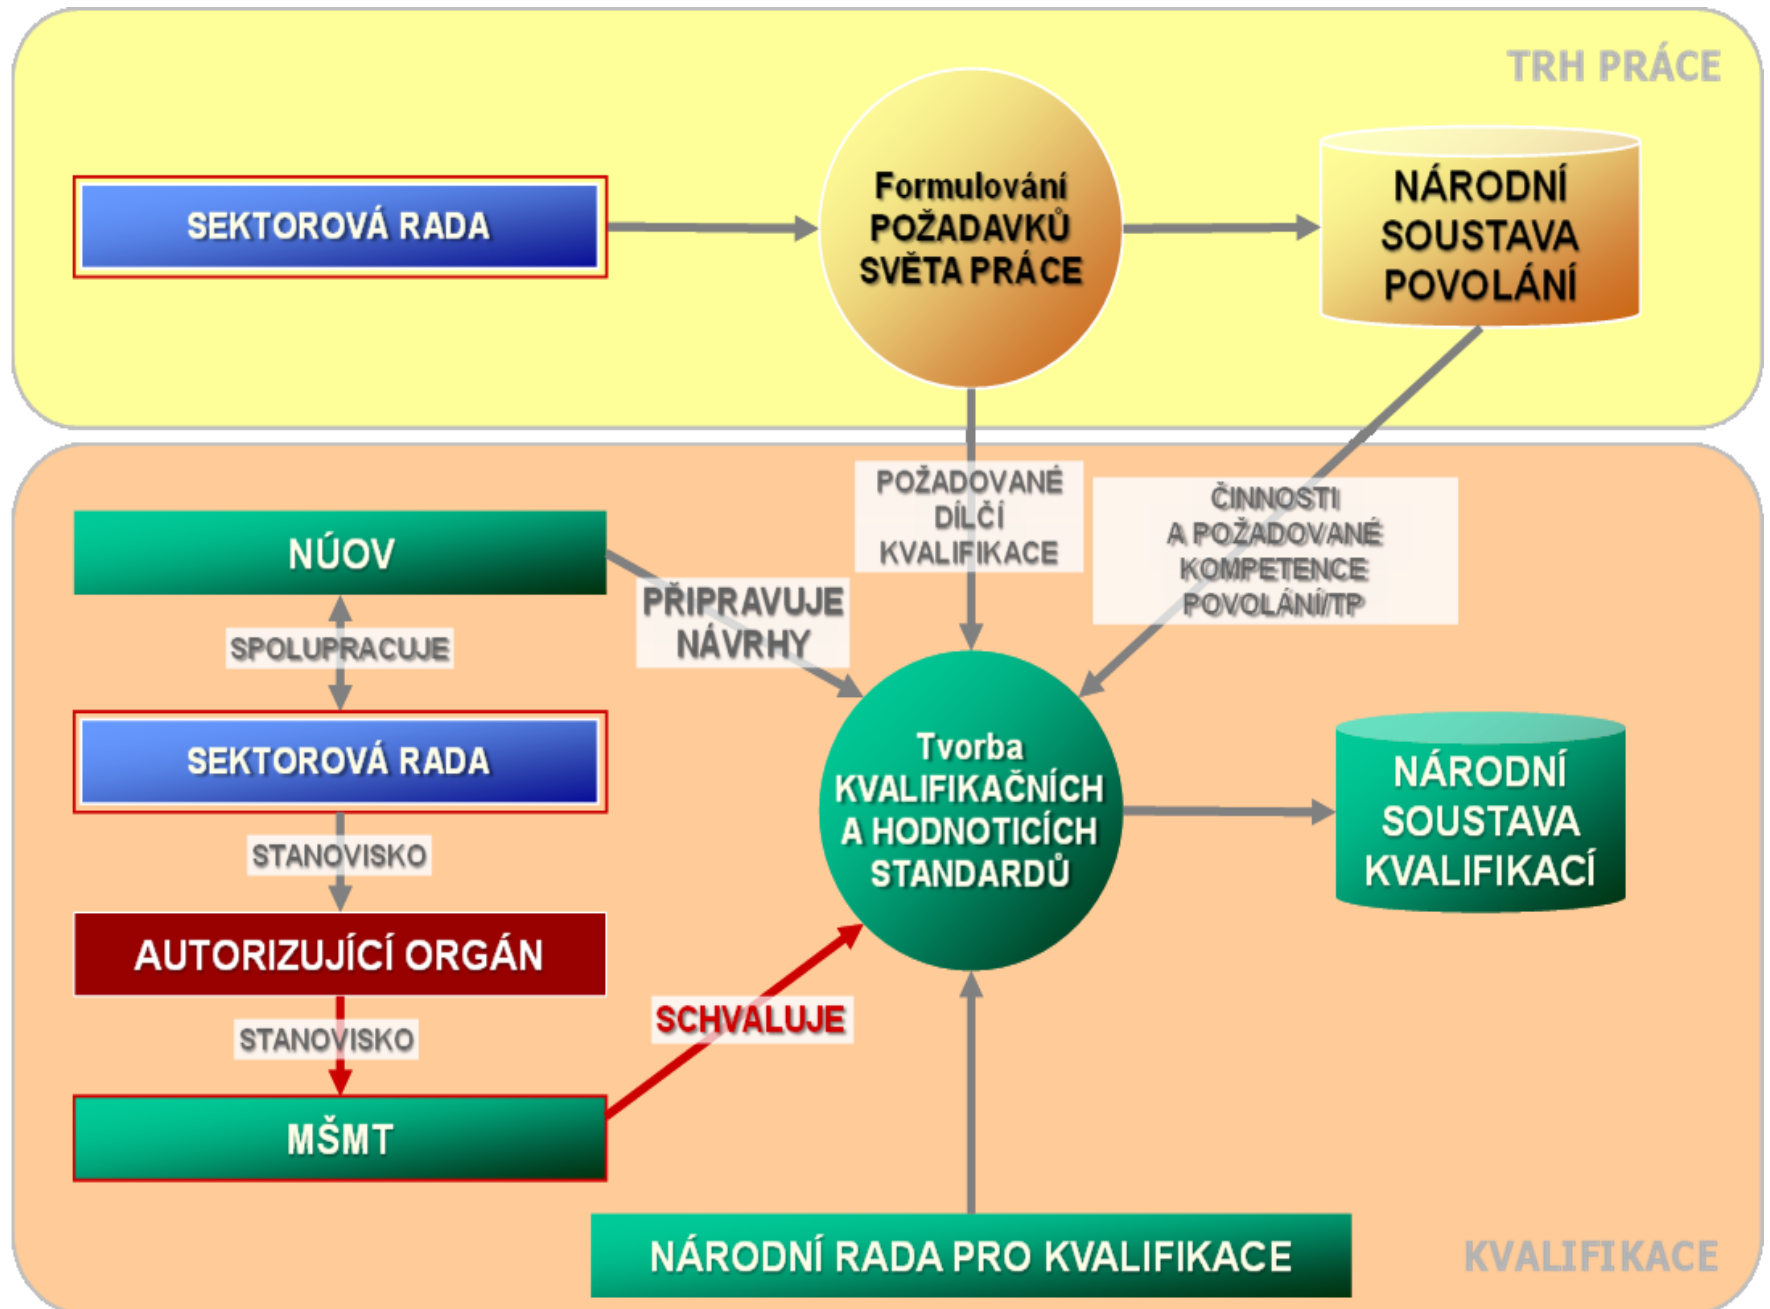 TRH PRÁCE
SEKTOROVÁ RADA
Formulování
POŽADAVKŮ
SVĚTA PRÁCE
NÁRODNÍ
SOUSTAVA
POVOLÁNÍ
POŽADOVANÉ
DÍLČÍ
KVALIFIKACE
ČINNOSTI
A POŽADOVANÉ
KOMPETENCE
POVOLÁNÍ/TP
NÚOV
PŘIPRAVUJE
NÁVRHY
SPOLUPRACUJE
SEKTOROVÁ RADA
Tvorba
KVALIFIKAČNÍCH
A HODNOTICÍCH
STANDARDŮ
NÁRODNÍ
SOUSTAVA
KVALIFIKACÍ
STANOVISKO
AUTORIZUJÍCÍ ORGÁN
SCHVALUJE
STANOVISKO
MŠMT
NÁRODNÍ RADA PRO KVALIFIKACE
KVALIFIKACE